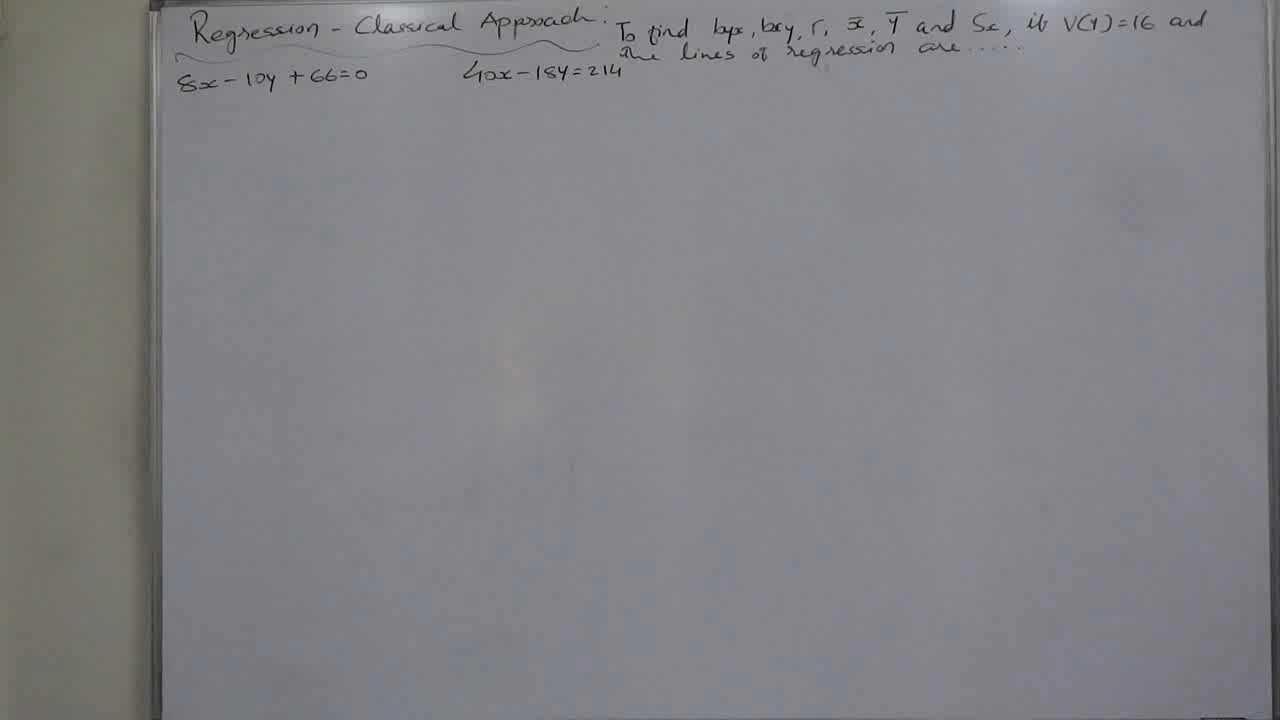 Regression - Classical Approach:
To find byx, bxy, r, x̄, ȳ and Sx, if V(Y)=16 and
the lines of regression are.....
8x - 10y + 66 = 0
40x - 18y = 214